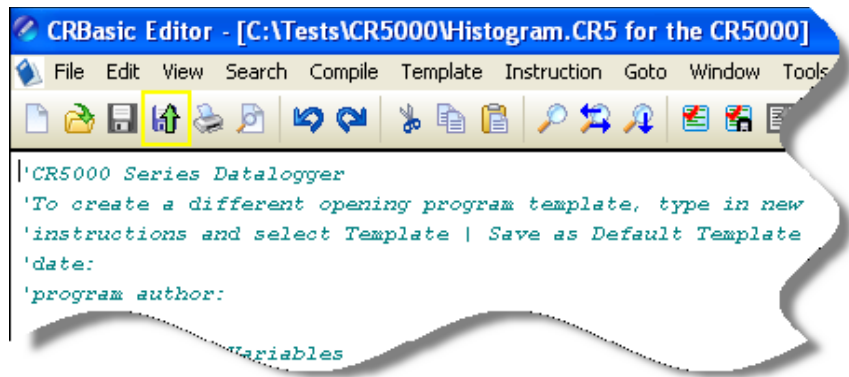 CRBasic Editor - [C:\Tests\CR5000\Histogram.CR5 for the CR5000]
File Edit View Search Compile Template Instruction Goto Window Tools
'CR5000 Series Datalogger
'To create a different opening program template, type in new
'instructions and select Template | Save as Default Template
'date:
'program author:
Variables